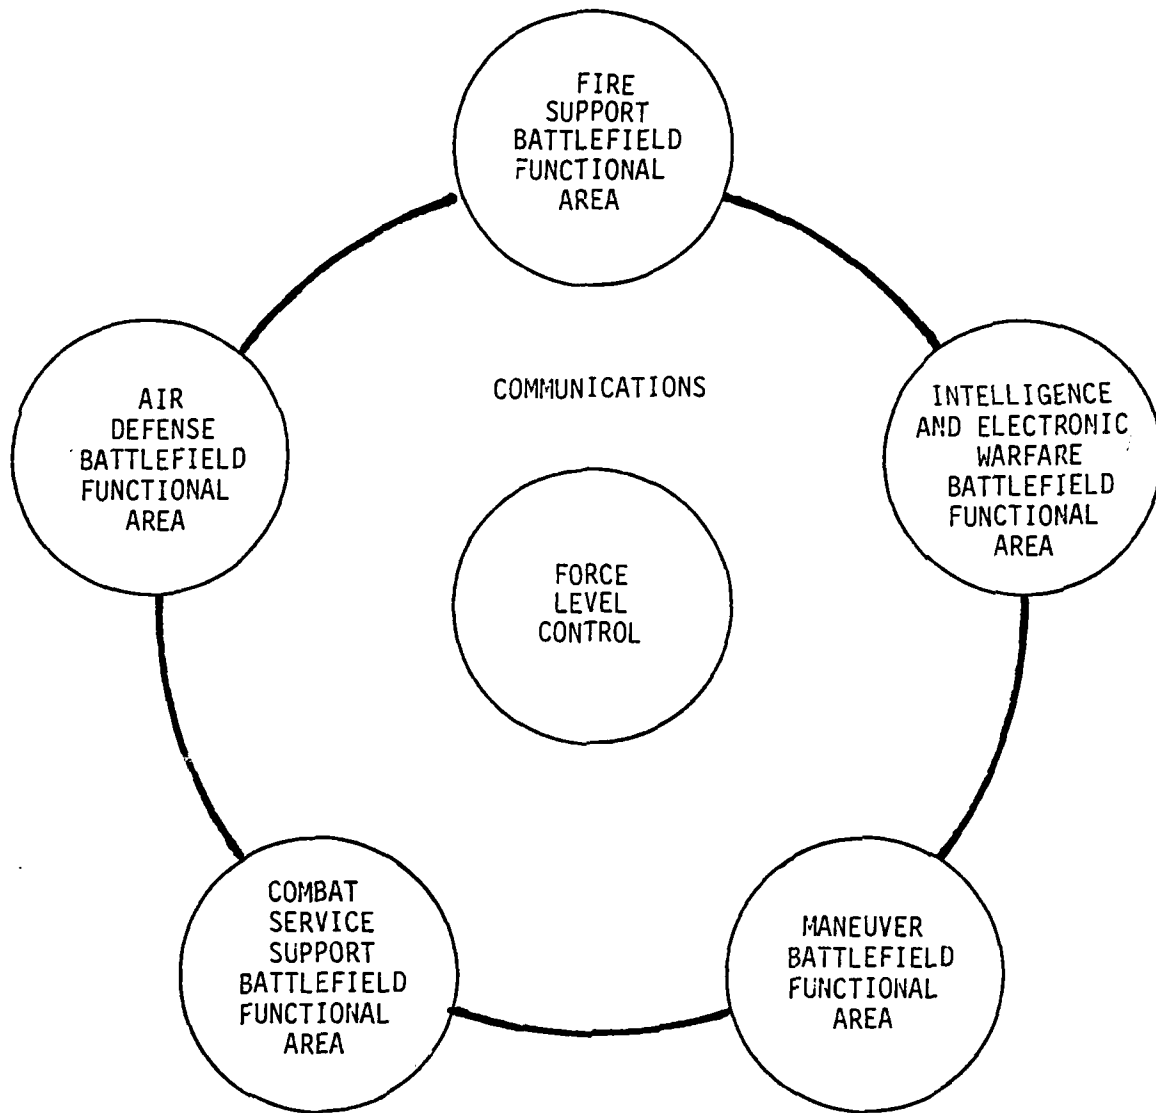 FIRE
SUPPORT
BATTLEFIELD
FUNCTIONAL
AREA
COMMUNICATIONS
AIR
DEFENSE
BATTLEFIELD
FUNCTIONAL
AREA
INTELLIGENCE
AND ELECTRONIC
WARFARE
BATTLEFIELD
FUNCTIONAL
AREA
FORCE
LEVEL
CONTROL
COMBAT
SERVICE
SUPPORT
BATTLEFIELD
FUNCTIONAL
AREA
MANEUVER
BATTLEFIELD
FUNCTIONAL
AREA